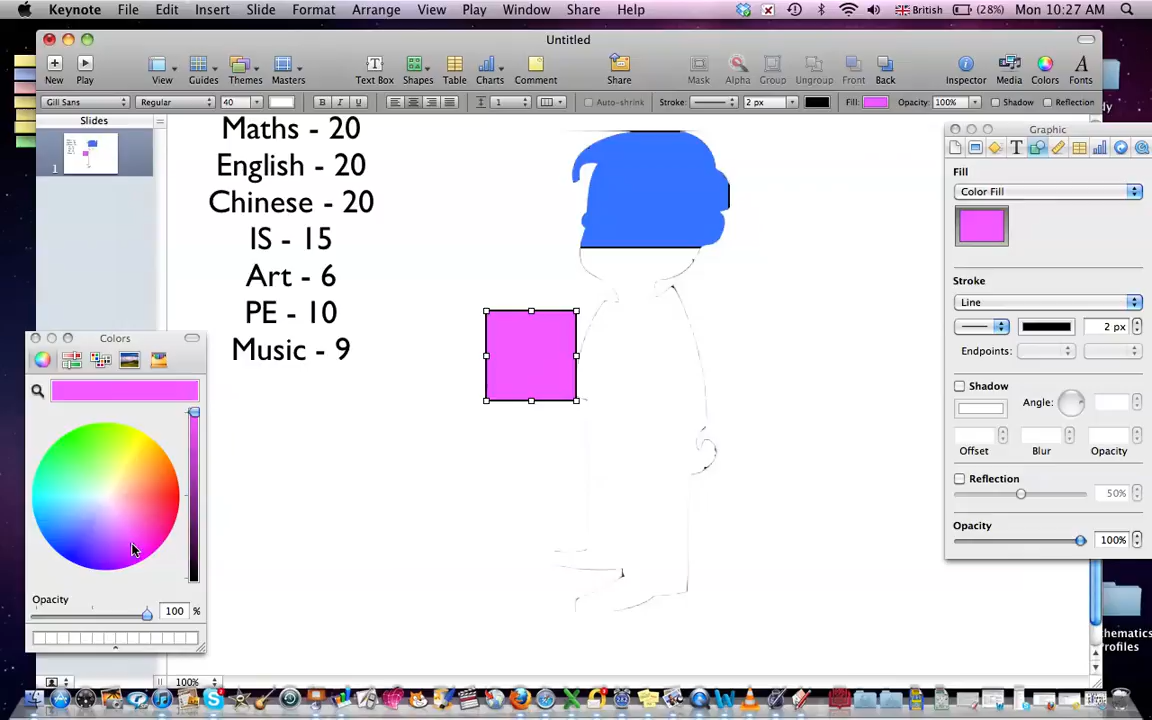 Keynote File Edit Insert Slide Format Arrange View Play Window Share Help British (28%) Mon 10:27 AM
Untitled
New Play View Guides Themes Masters Text Box Shapes Table Charts Comment Share Mask Alpha Group Ungroup Front Back Inspector Media Colors Fonts
Gill Sans Regular 40 B I U 1 Auto-shrink Stroke: 2 px Fill: Opacity: 100% Shadow Reflection
Slides
1
Maths - 20
English - 20
Chinese - 20
IS - 15
Art - 6
PE - 10
Music - 9
Colors
Opacity
100 %
Graphic
Fill
Color Fill
Stroke
Line
2 px
Endpoints:
Shadow
Angle:
Offset Blur Opacity
Reflection
50%
Opacity
100%
100%